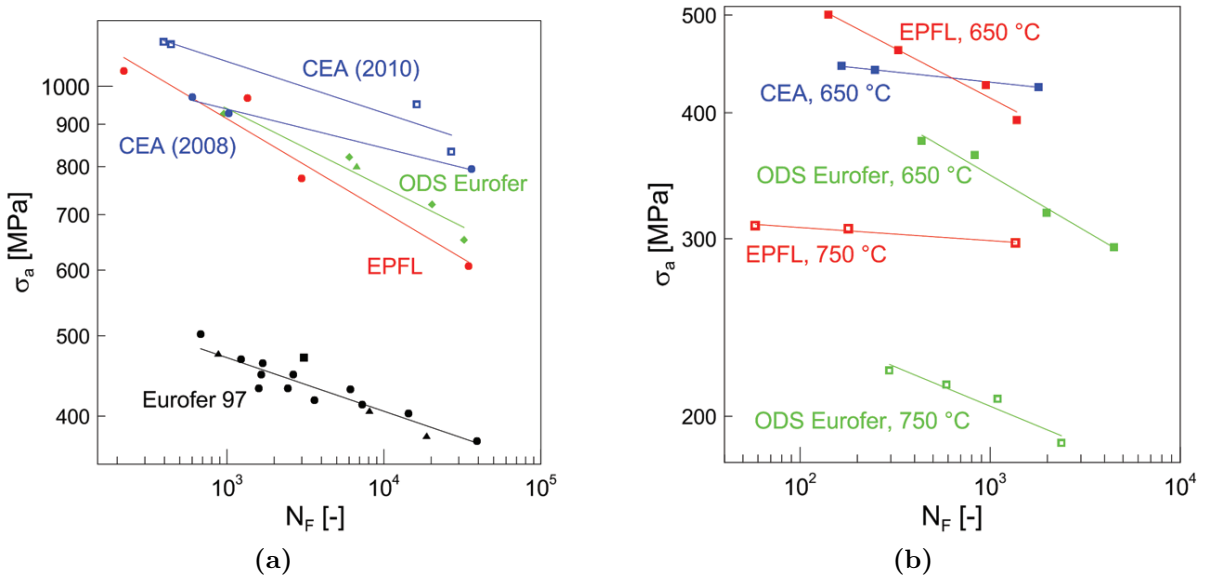 1000
900
800
700
600
500
400
σa [MPa]
CEA (2010)
CEA (2008)
ODS Eurofer
EPFL
Eurofer 97
10³ 10⁴ 10⁵
NF [-]
(a)
500
400
300
200
σa [MPa]
EPFL, 650 °C
CEA, 650 °C
ODS Eurofer, 650 °C
EPFL, 750 °C
ODS Eurofer, 750 °C
10² 10³ 10⁴
NF [-]
(b)